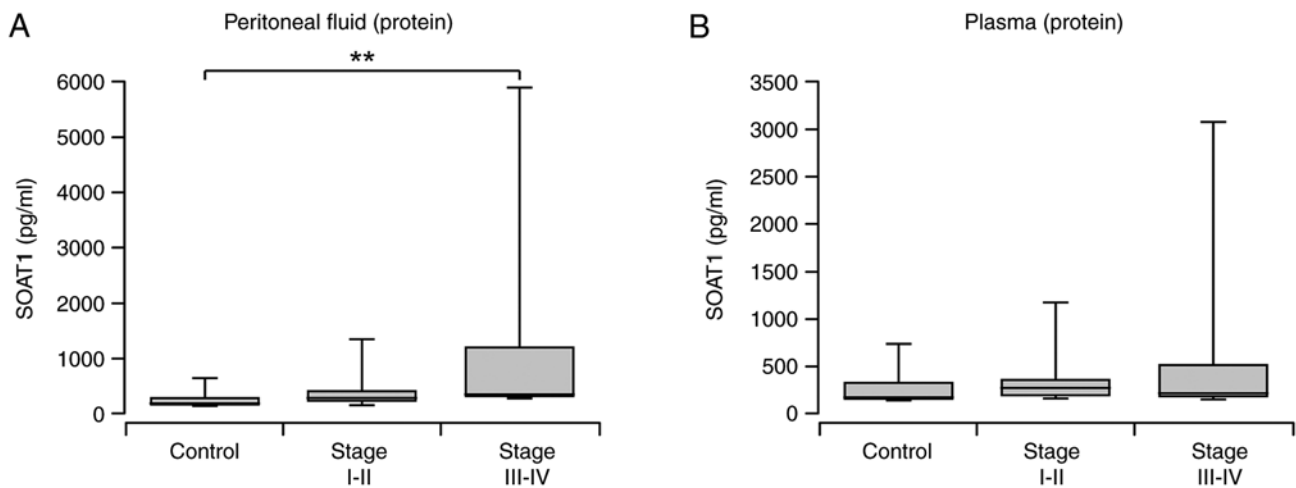 A
Peritoneal fluid (protein)
**
6000
5000
4000
3000
2000
1000
0
SOAT1 (pg/ml)
Control
Stage
I-II
Stage
III-IV
B
Plasma (protein)
3500
3000
2500
2000
1500
1000
500
0
SOAT1 (pg/ml)
Control
Stage
I-II
Stage
III-IV